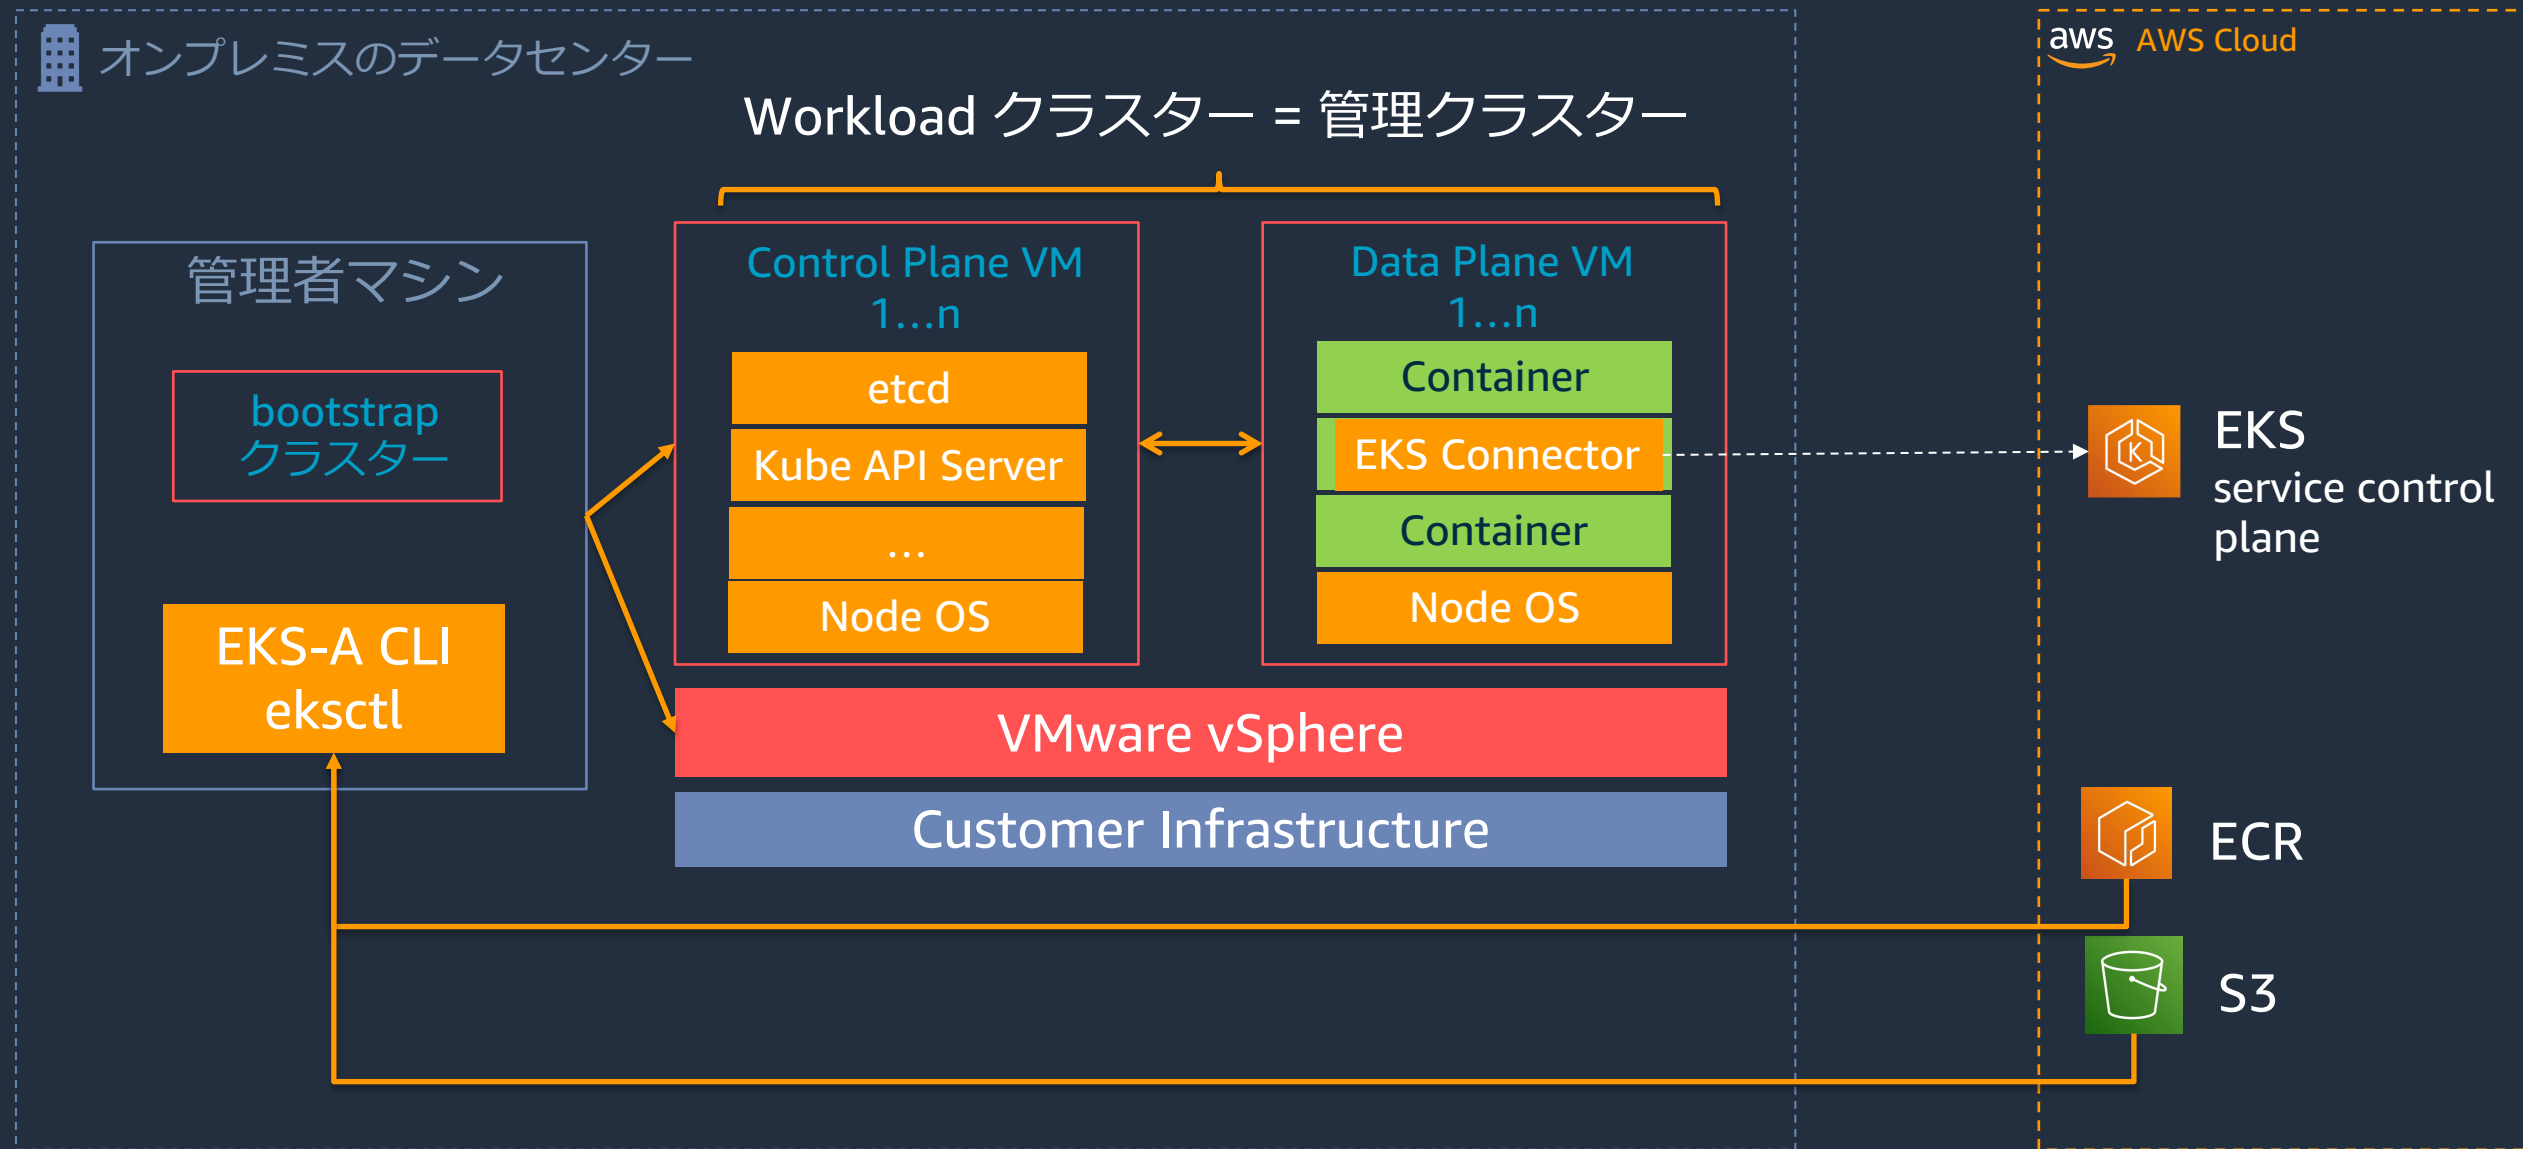 オンプレミスのデータセンター
aws
AWS Cloud
Workload クラスター = 管理クラスター
管理者マシン
bootstrap
クラスター
EKS-A CLI
eksctl
Control Plane VM
1...n
etcd
Kube API Server
...
Node OS
Data Plane VM
1...n
Container
EKS Connector
Container
Node OS
VMware vSphere
Customer Infrastructure
K
EKS
service control
plane
ECR
S3